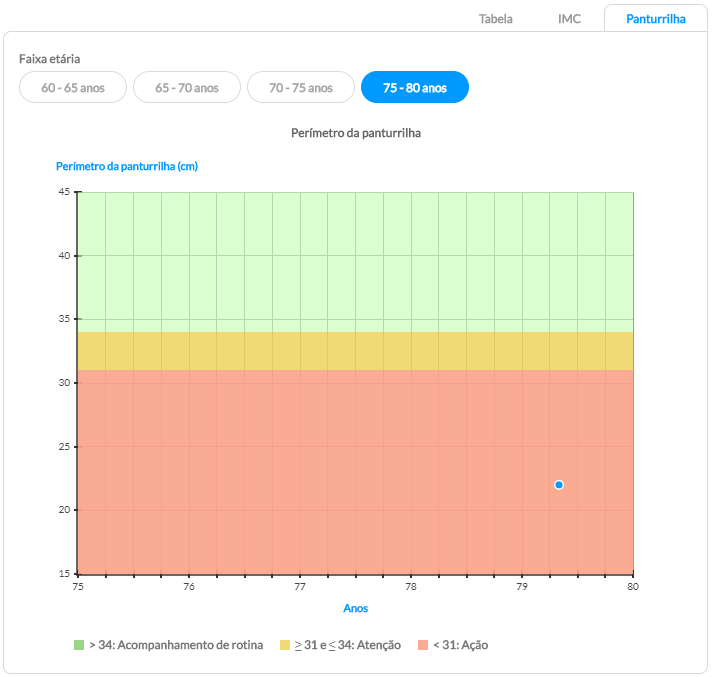 Tabela IMC Panturrilha
Faixa etária
60 - 65 anos 65 - 70 anos 70 - 75 anos 75 - 80 anos
Perímetro da panturrilha
Perímetro da panturrilha (cm)
45
40
35
30
25
20
15
75 76 77 78 79 80
Anos
> 34: Acompanhamento de rotina ≥ 31 e ≤ 34: Atenção < 31: Ação